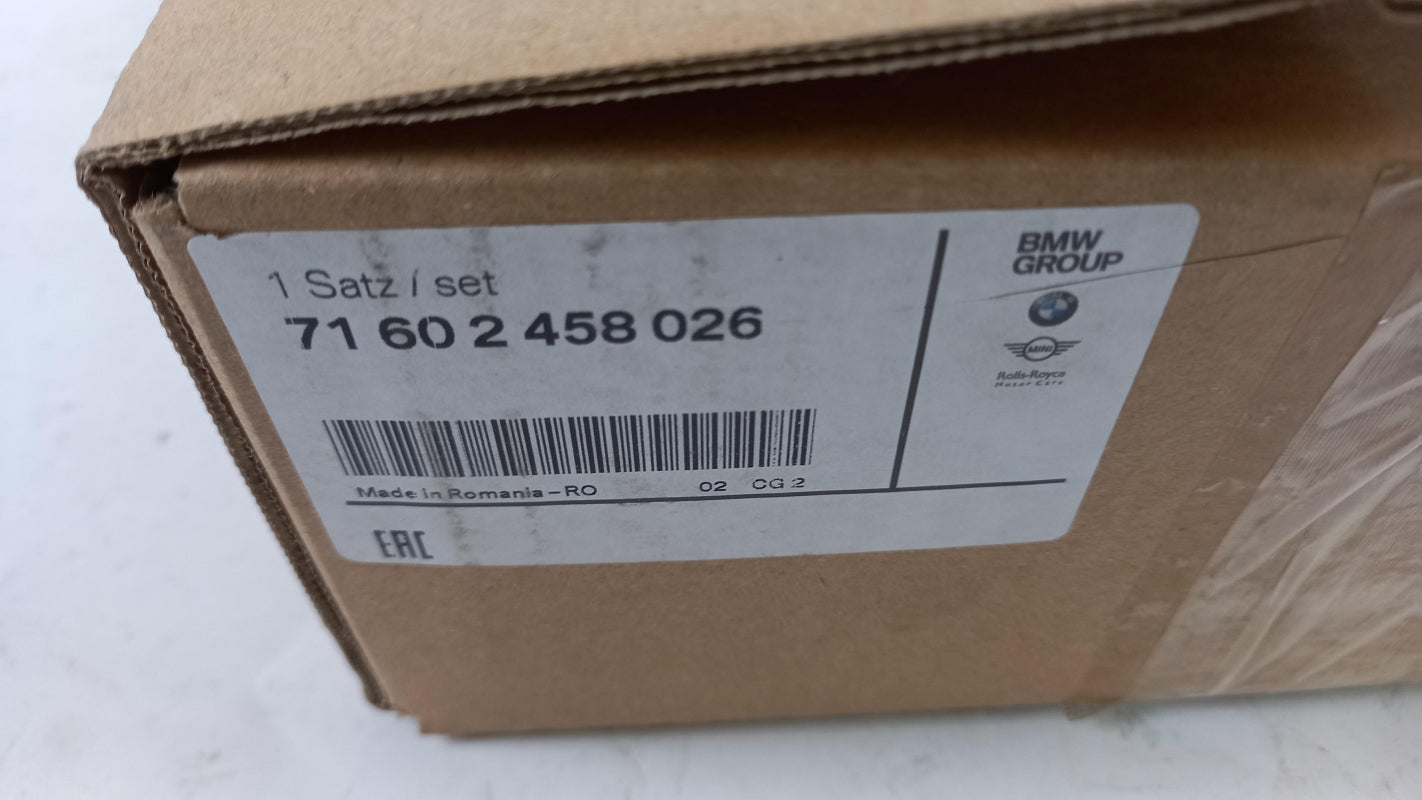 1 Satz / set
71 60 2 458 026
Made in Romania – RO 02 CG 2
EAC
BMW
GROUP
MINI
Rolls-Royce
Motor Cars